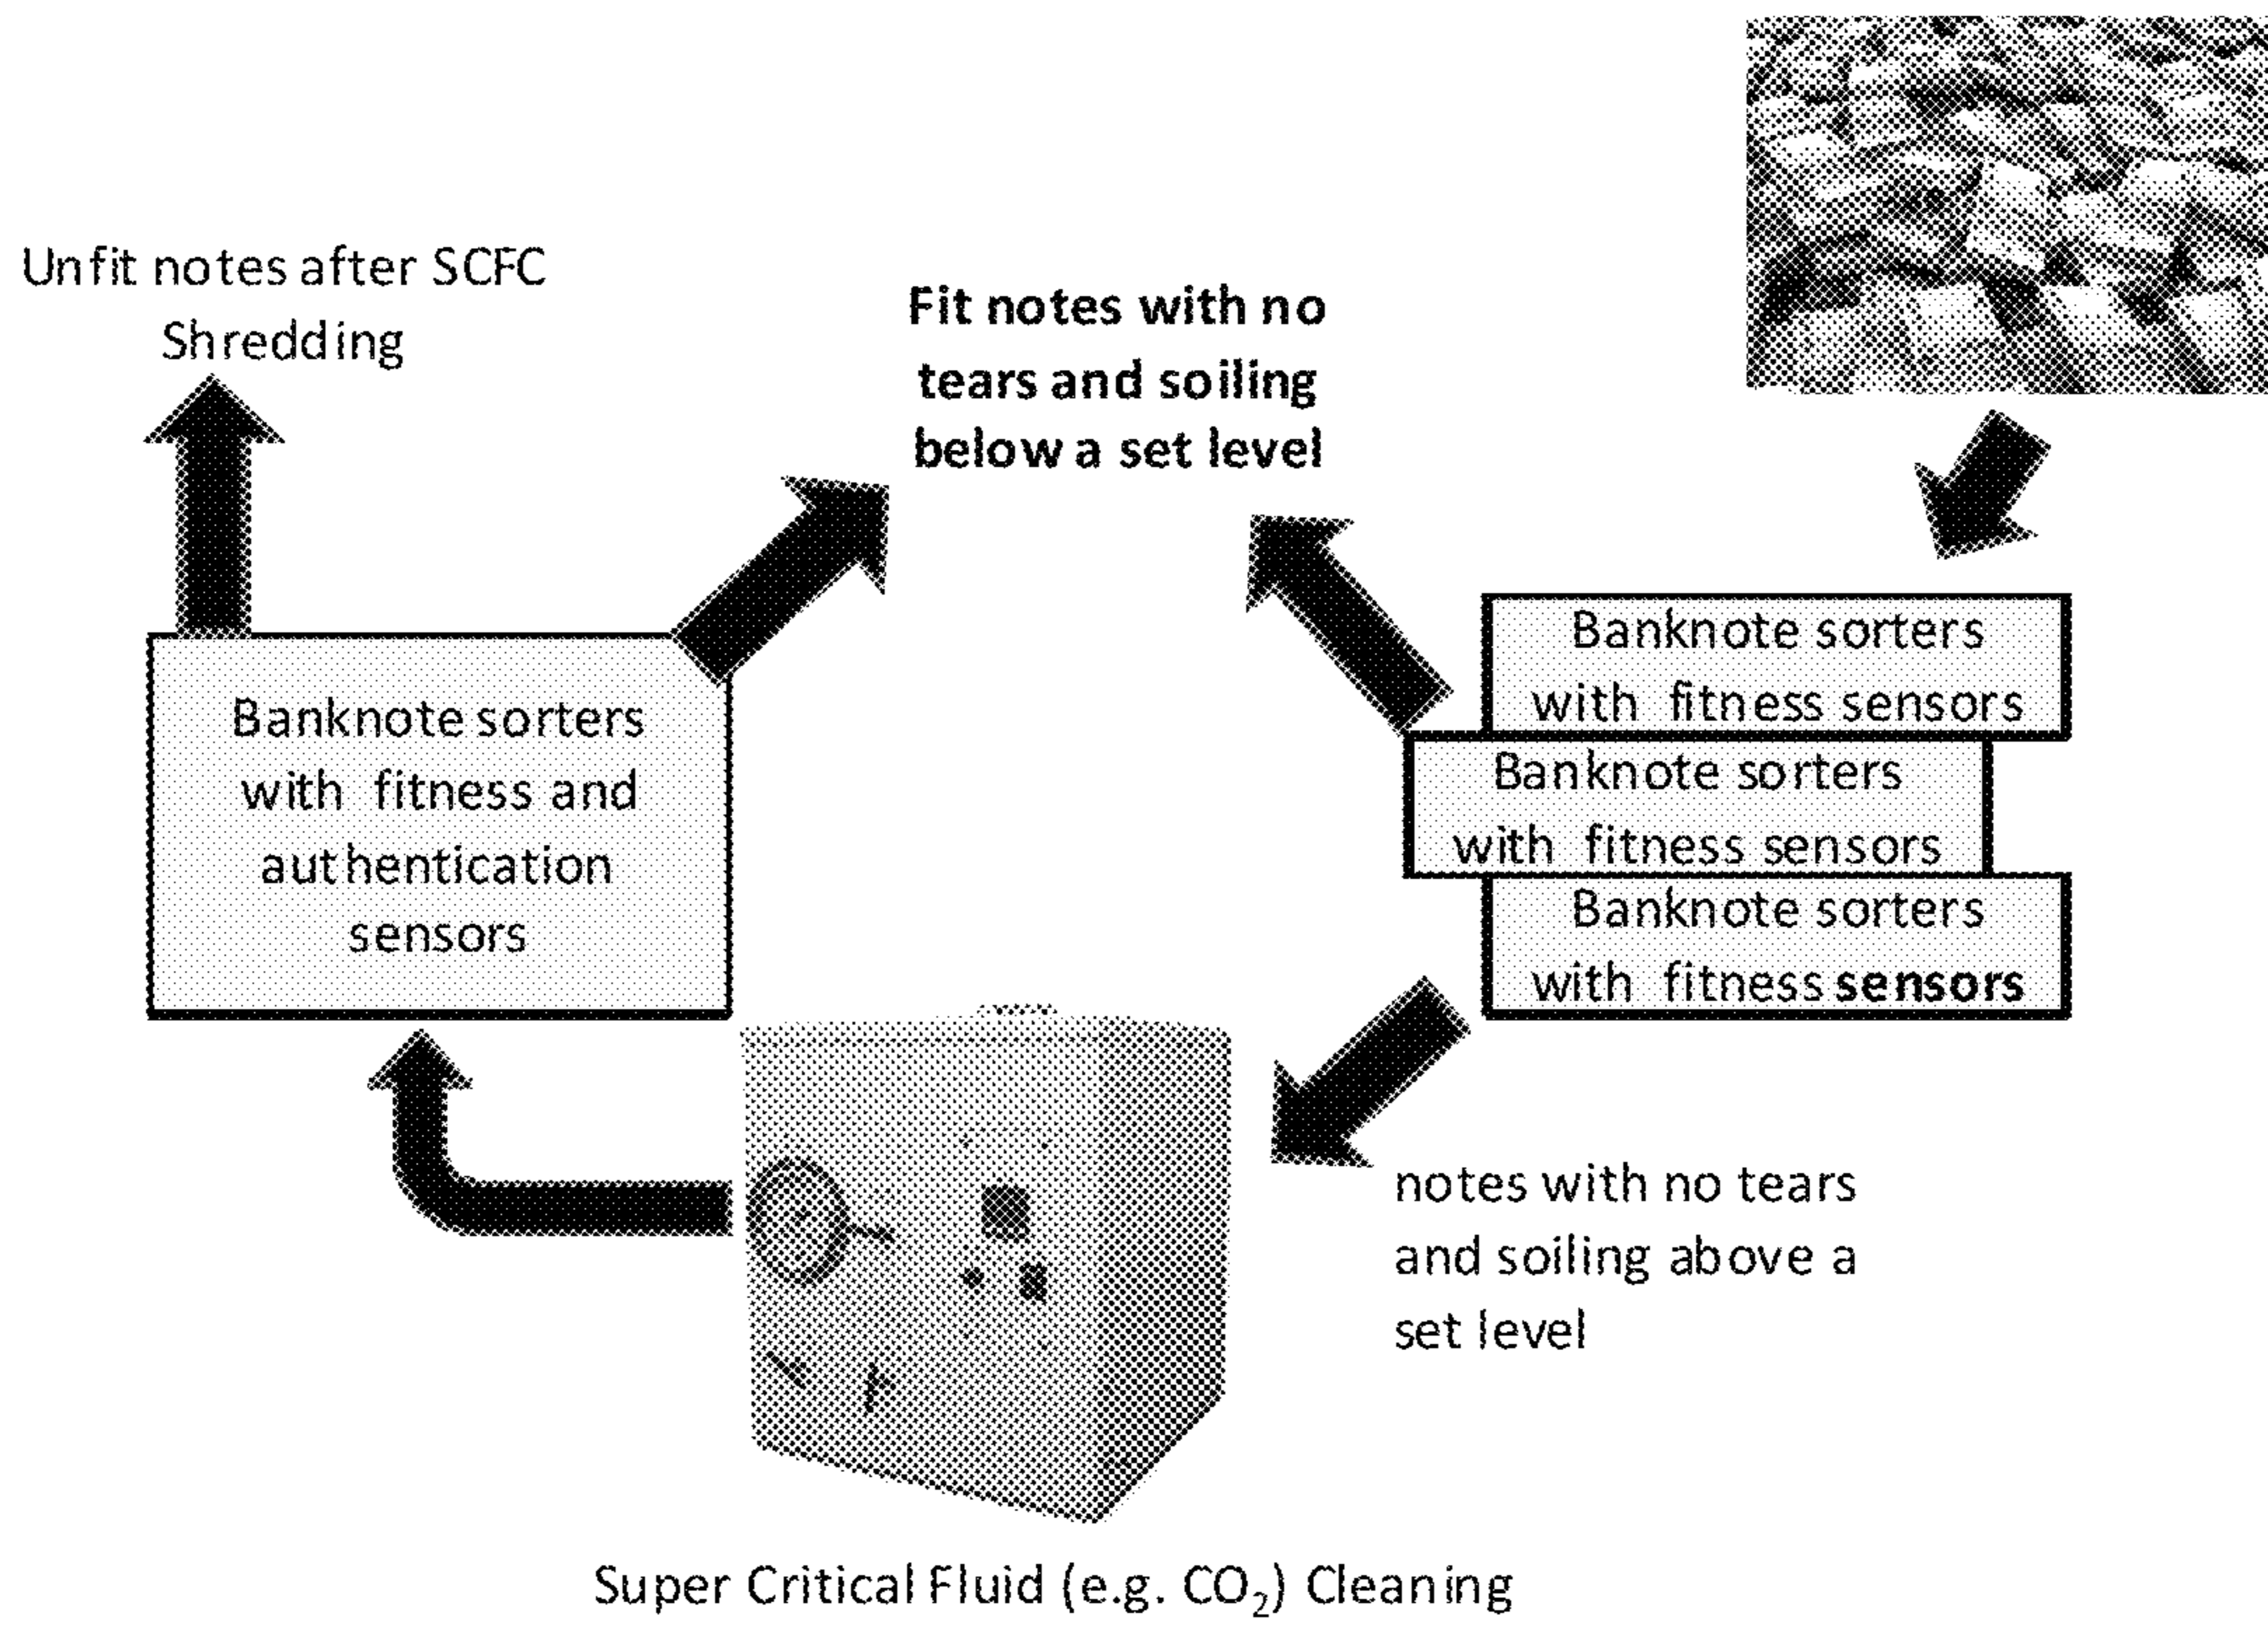 Unfit notes after SCFC
Shredding
Fit notes with no
tears and soiling
below a set level
Banknote sorters
with fitness sensors
Banknote sorters
with fitness sensors
Banknote sorters
with fitness sensors
Banknote sorters
with fitness and
authentication
sensors
notes with no tears
and soiling above a
set level
Super Critical Fluid (e.g. CO₂) Cleaning